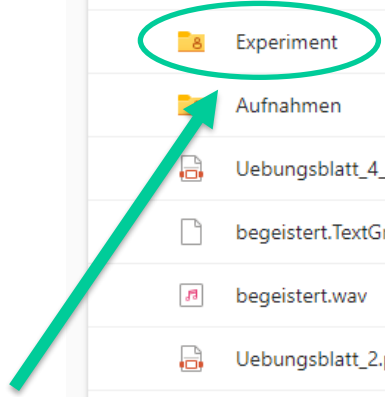 Experiment
Aufnahmen
Uebungsblatt_4_
begeistert.TextGr
begeistert.wav
Uebungsblatt_2.p